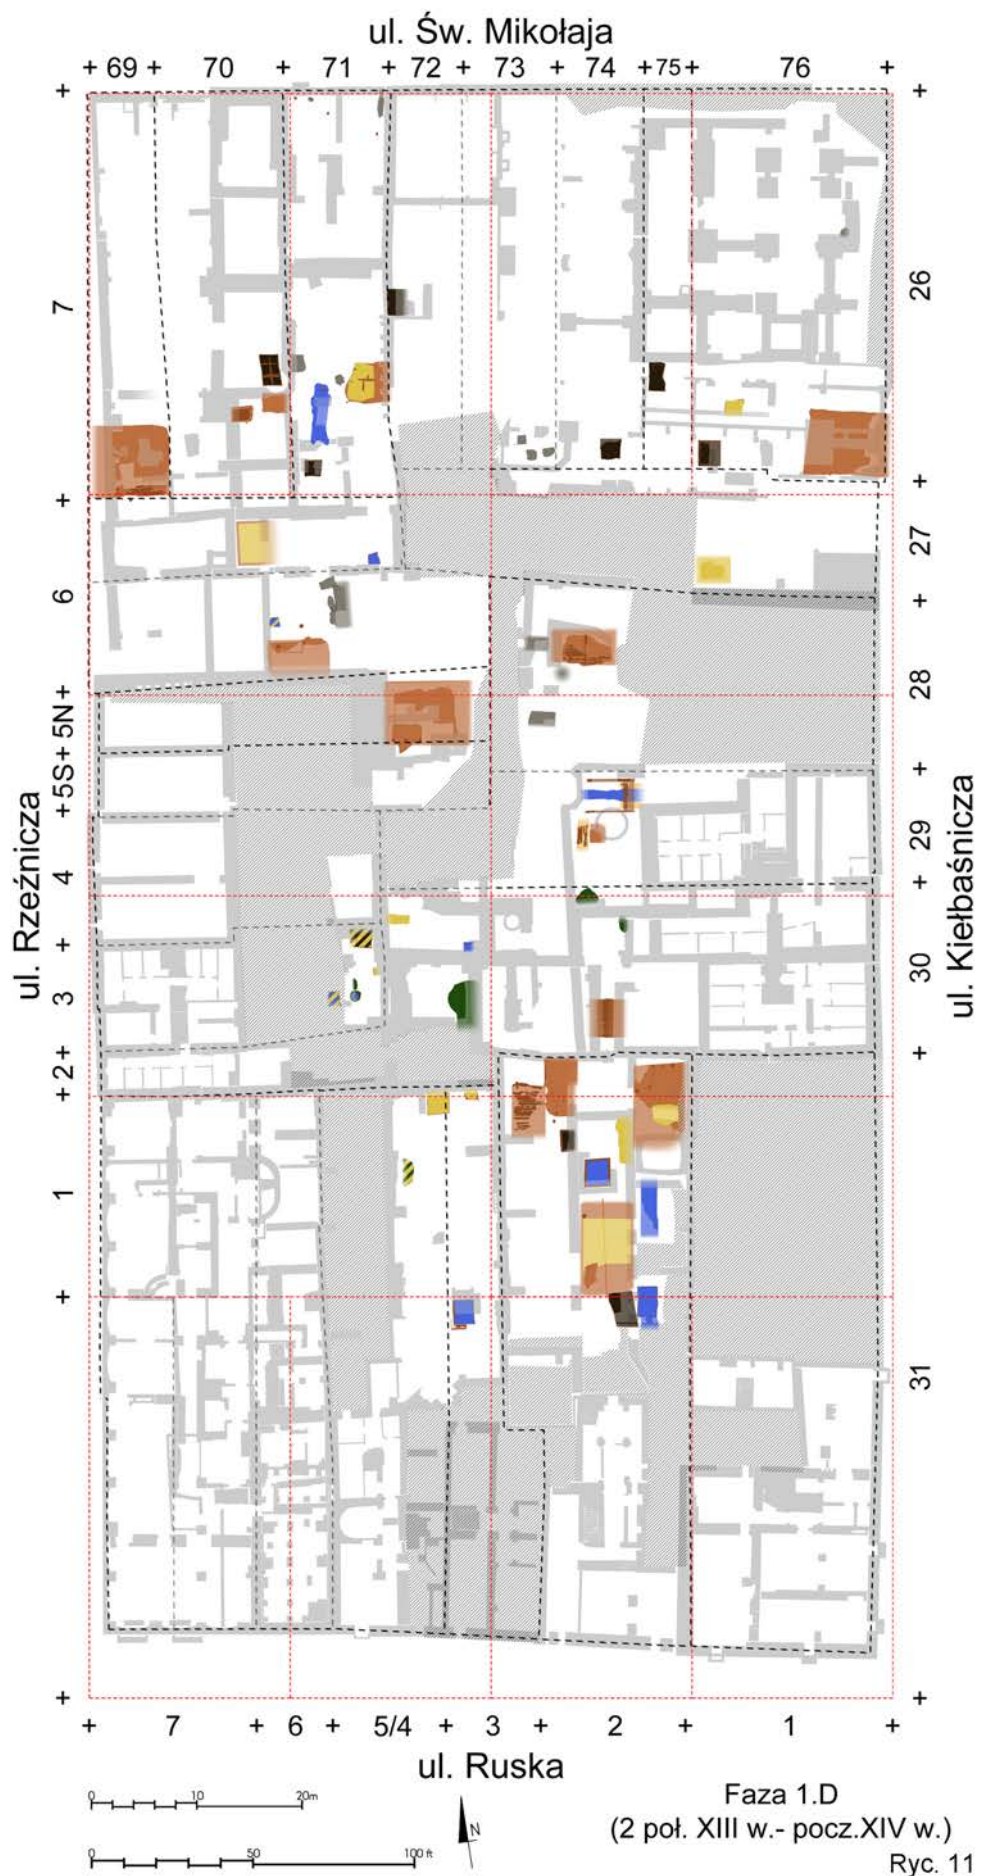 ul. Św. Mikołaja
+ 69 + 70 + 71 + 72 + 73 + 74 + 75 + 76 +
7
+
6
+
5N
+
5S
+
4
+
3
+
2
+
1
+
ul. Rzeźnicza
26
+
27
+
28
+
29
+
30
+
31
+
ul. Kiełbaśnicza
+ 7 + 6 + 5/4 + 3 + 2 + 1 +
ul. Ruska
0 10 20m
N
0 50 100 ft
Faza 1.D
(2 poł. XIII w.- pocz.XIV w.)
Ryc. 11